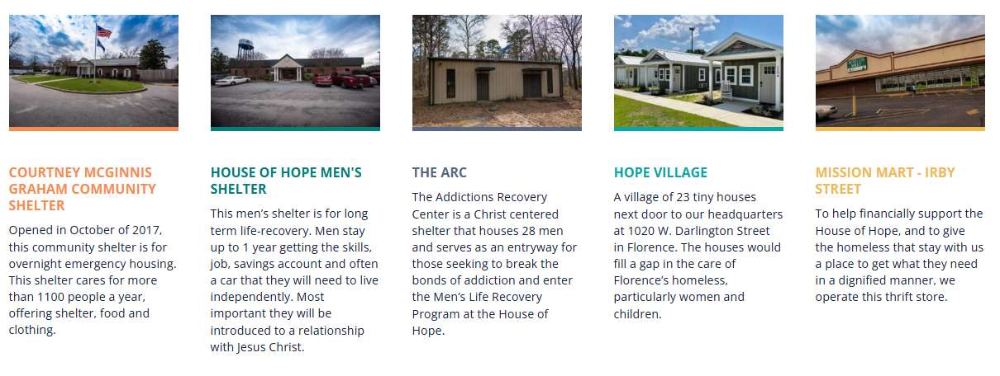 COURTNEY MCGINNIS
GRAHAM COMMUNITY
SHELTER
Opened in October of 2017,
this community shelter is for
overnight emergency housing.
This shelter cares for more
than 1100 people a year,
offering shelter, food and
clothing.
HOUSE OF HOPE MEN'S
SHELTER
This men’s shelter is for long
term life-recovery. Men stay
up to 1 year getting the skills,
job, savings account and often
a car that they will need to live
independently. Most
important they will be
introduced to a relationship
with Jesus Christ.
THE ARC
The Addictions Recovery
Center is a Christ centered
shelter that houses 28 men
and serves as an entryway for
those seeking to break the
bonds of addiction and enter
the Men’s Life Recovery
Program at the House of
Hope.
HOPE VILLAGE
A village of 23 tiny houses
next door to our headquarters
at 1020 W. Darlington Street
in Florence. The houses would
fill a gap in the care of
Florence’s homeless,
particularly women and
children.
MISSION MART - IRBY
STREET
To help financially support the
House of Hope, and to give
the homeless that stay with us
a place to get what they need
in a dignified manner, we
operate this thrift store.